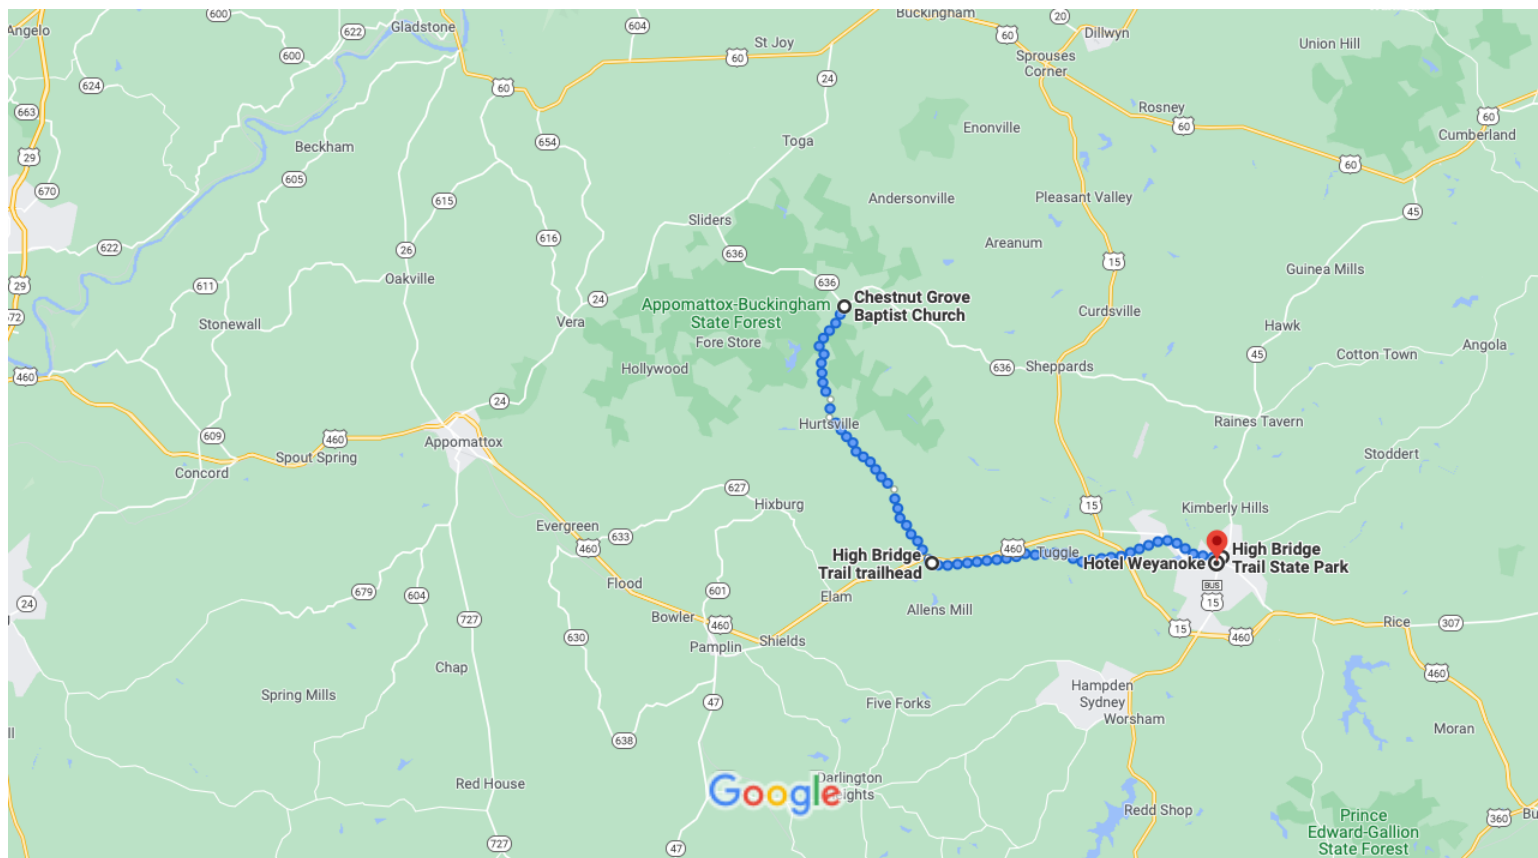 Buckingham
600
Gladstone
604
20
Angelo
622
Dillwyn
60
St Joy
Union Hill
600
60
Sprouses
Corner
24
624
60
663
Rosney
60
60
Cumberland
Enonville
654
Toga
Beckham
29
60
605
670
Andersonville
Pleasant Valley
615
45
Sliders
616
Areanum
622
26
636
15
Guinea Mills
Oakville
636
29
611
24
Appomattox-Buckingham
State Forest
Chestnut Grove
Baptist Church
Curdsville
Stonewall
Vera
Hawk
Fore Store
Angola
45
Cotton Town
Hollywood
636
Sheppards
460
24
Raines Tavern
Hurtsville
609
460
Appomattox
Spout Spring
Stoddert
Concord
627
Hixburg
15
Kimberly Hills
Evergreen
633
460
460
High Bridge
Trail trailhead
Tuggle
Hotel Weyanoke
High Bridge
Trail State Park
Flood
601
BUS
15
679
604
Elam
Allens Mill
24
Bowler
727
460
Rice
307
15
460
630
Shields
Pamplin
Chap
460
Hampden
Sydney
Spring Mills
47
Five Forks
Worsham
Moran
638
Red House
Google
Darlington
Heights
Redd Shop
Prince
Edward-Gallion
State Forest
360
Bu
727
47